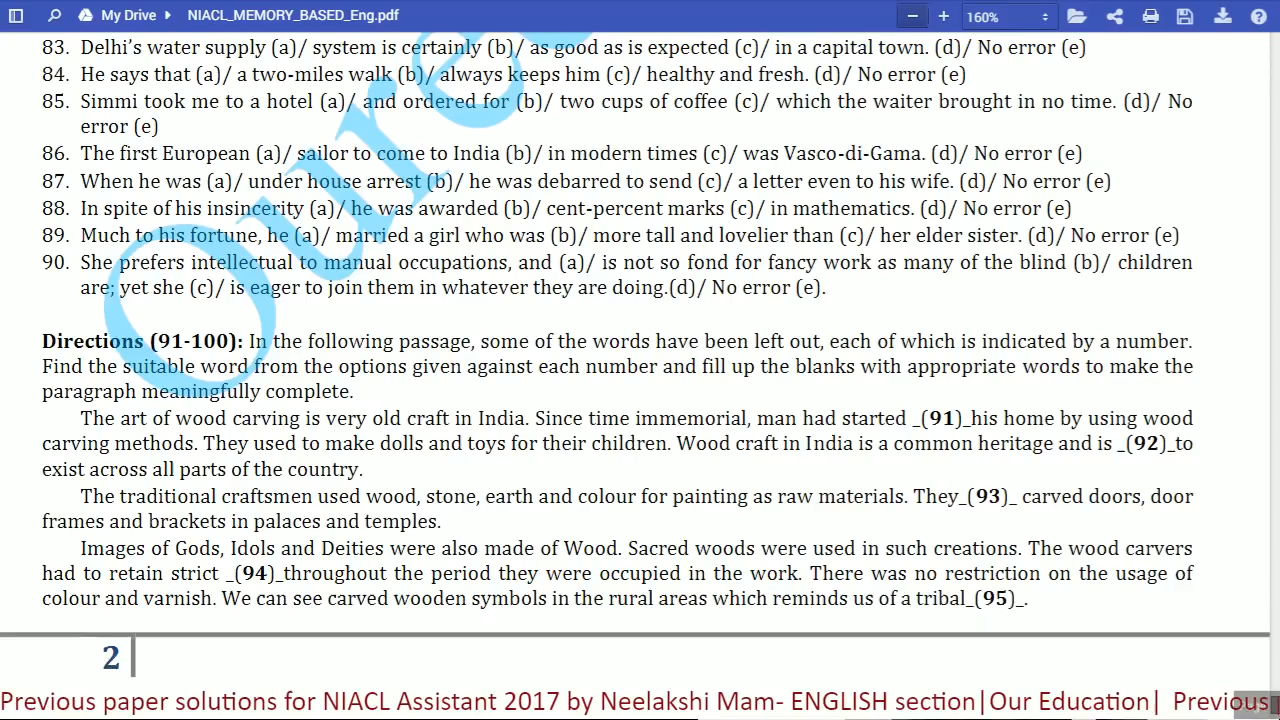 My Drive ▸ NIACL_MEMORY_BASED_Eng.pdf − + 160%
83. Delhi's water supply (a)/ system is certainly (b)/ as good as is expected (c)/ in a capital town. (d)/ No error (e)
84. He says that (a)/ a two-miles walk (b)/ always keeps him (c)/ healthy and fresh. (d)/ No error (e)
85. Simmi took me to a hotel (a)/ and ordered for (b)/ two cups of coffee (c)/ which the waiter brought in no time. (d)/ No
error (e)
86. The first European (a)/ sailor to come to India (b)/ in modern times (c)/ was Vasco-di-Gama. (d)/ No error (e)
87. When he was (a)/ under house arrest (b)/ he was debarred to send (c)/ a letter even to his wife. (d)/ No error (e)
88. In spite of his insincerity (a)/ he was awarded (b)/ cent-percent marks (c)/ in mathematics. (d)/ No error (e)
89. Much to his fortune, he (a)/ married a girl who was (b)/ more tall and lovelier than (c)/ her elder sister. (d)/ No error (e)
90. She prefers intellectual to manual occupations, and (a)/ is not so fond for fancy work as many of the blind (b)/ children
are; yet she (c)/ is eager to join them in whatever they are doing.(d)/ No error (e).
Directions (91-100): In the following passage, some of the words have been left out, each of which is indicated by a number.
Find the suitable word from the options given against each number and fill up the blanks with appropriate words to make the
paragraph meaningfully complete.
The art of wood carving is very old craft in India. Since time immemorial, man had started _(91)_his home by using wood
carving methods. They used to make dolls and toys for their children. Wood craft in India is a common heritage and is _(92)_to
exist across all parts of the country.
The traditional craftsmen used wood, stone, earth and colour for painting as raw materials. They_(93)_ carved doors, door
frames and brackets in palaces and temples.
Images of Gods, Idols and Deities were also made of Wood. Sacred woods were used in such creations. The wood carvers
had to retain strict _(94)_throughout the period they were occupied in the work. There was no restriction on the usage of
colour and varnish. We can see carved wooden symbols in the rural areas which reminds us of a tribal_(95)_.
2
Previous paper solutions for NIACL Assistant 2017 by Neelakshi Mam- ENGLISH section|Our Education| Previous